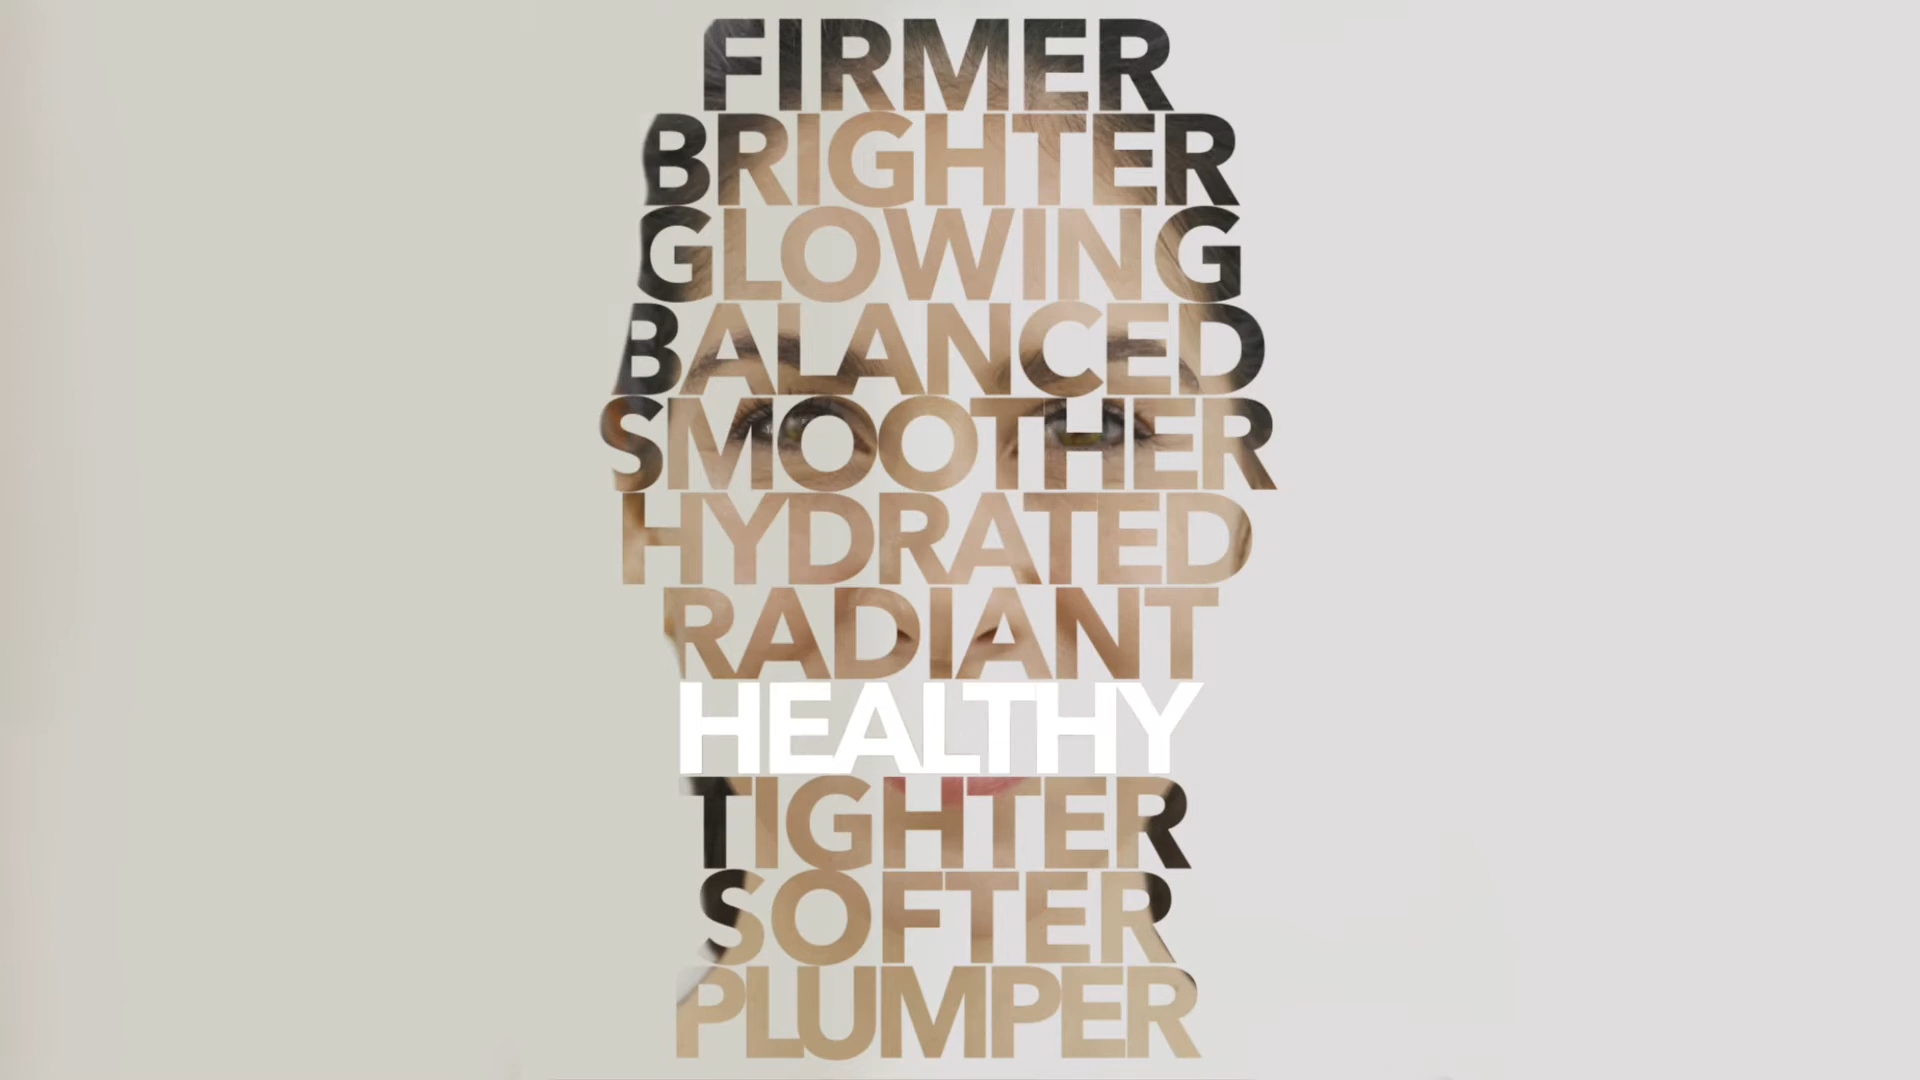 FIRMER
BRIGHTER
GLOWING
BALANCED
SMOOTHER
HYDRATED
RADIANT
HEALTHY
TIGHTER
SOFTER
PLUMPER